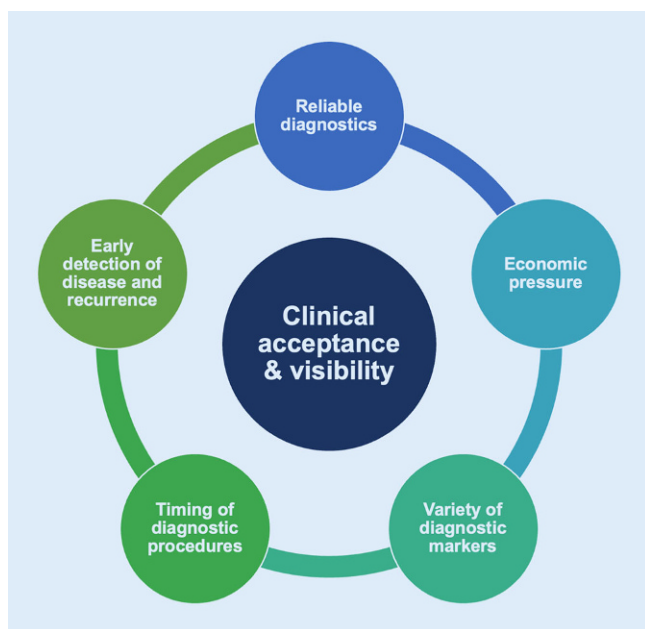 Reliable
diagnostics
Economic
pressure
Variety of
diagnostic
markers
Timing of
diagnostic
procedures
Early
detection of
disease and
recurrence
Clinical
acceptance
& visibility